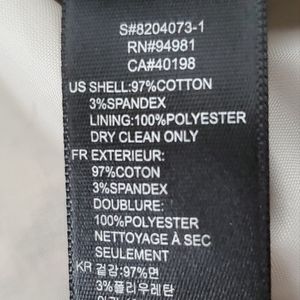 S#8204073-1
RN#94981
CA#40198
US SHELL:97%COTTON
3%SPANDEX
LINING:100%POLYESTER
DRY CLEAN ONLY
FR EXTERIEUR:
97%COTON
3%SPANDEX
DOUBLURE:
100%POLYESTER
NETTOYAGE À SEC
SEULEMENT
KR 겉감:97%면
3%폴리우레탄